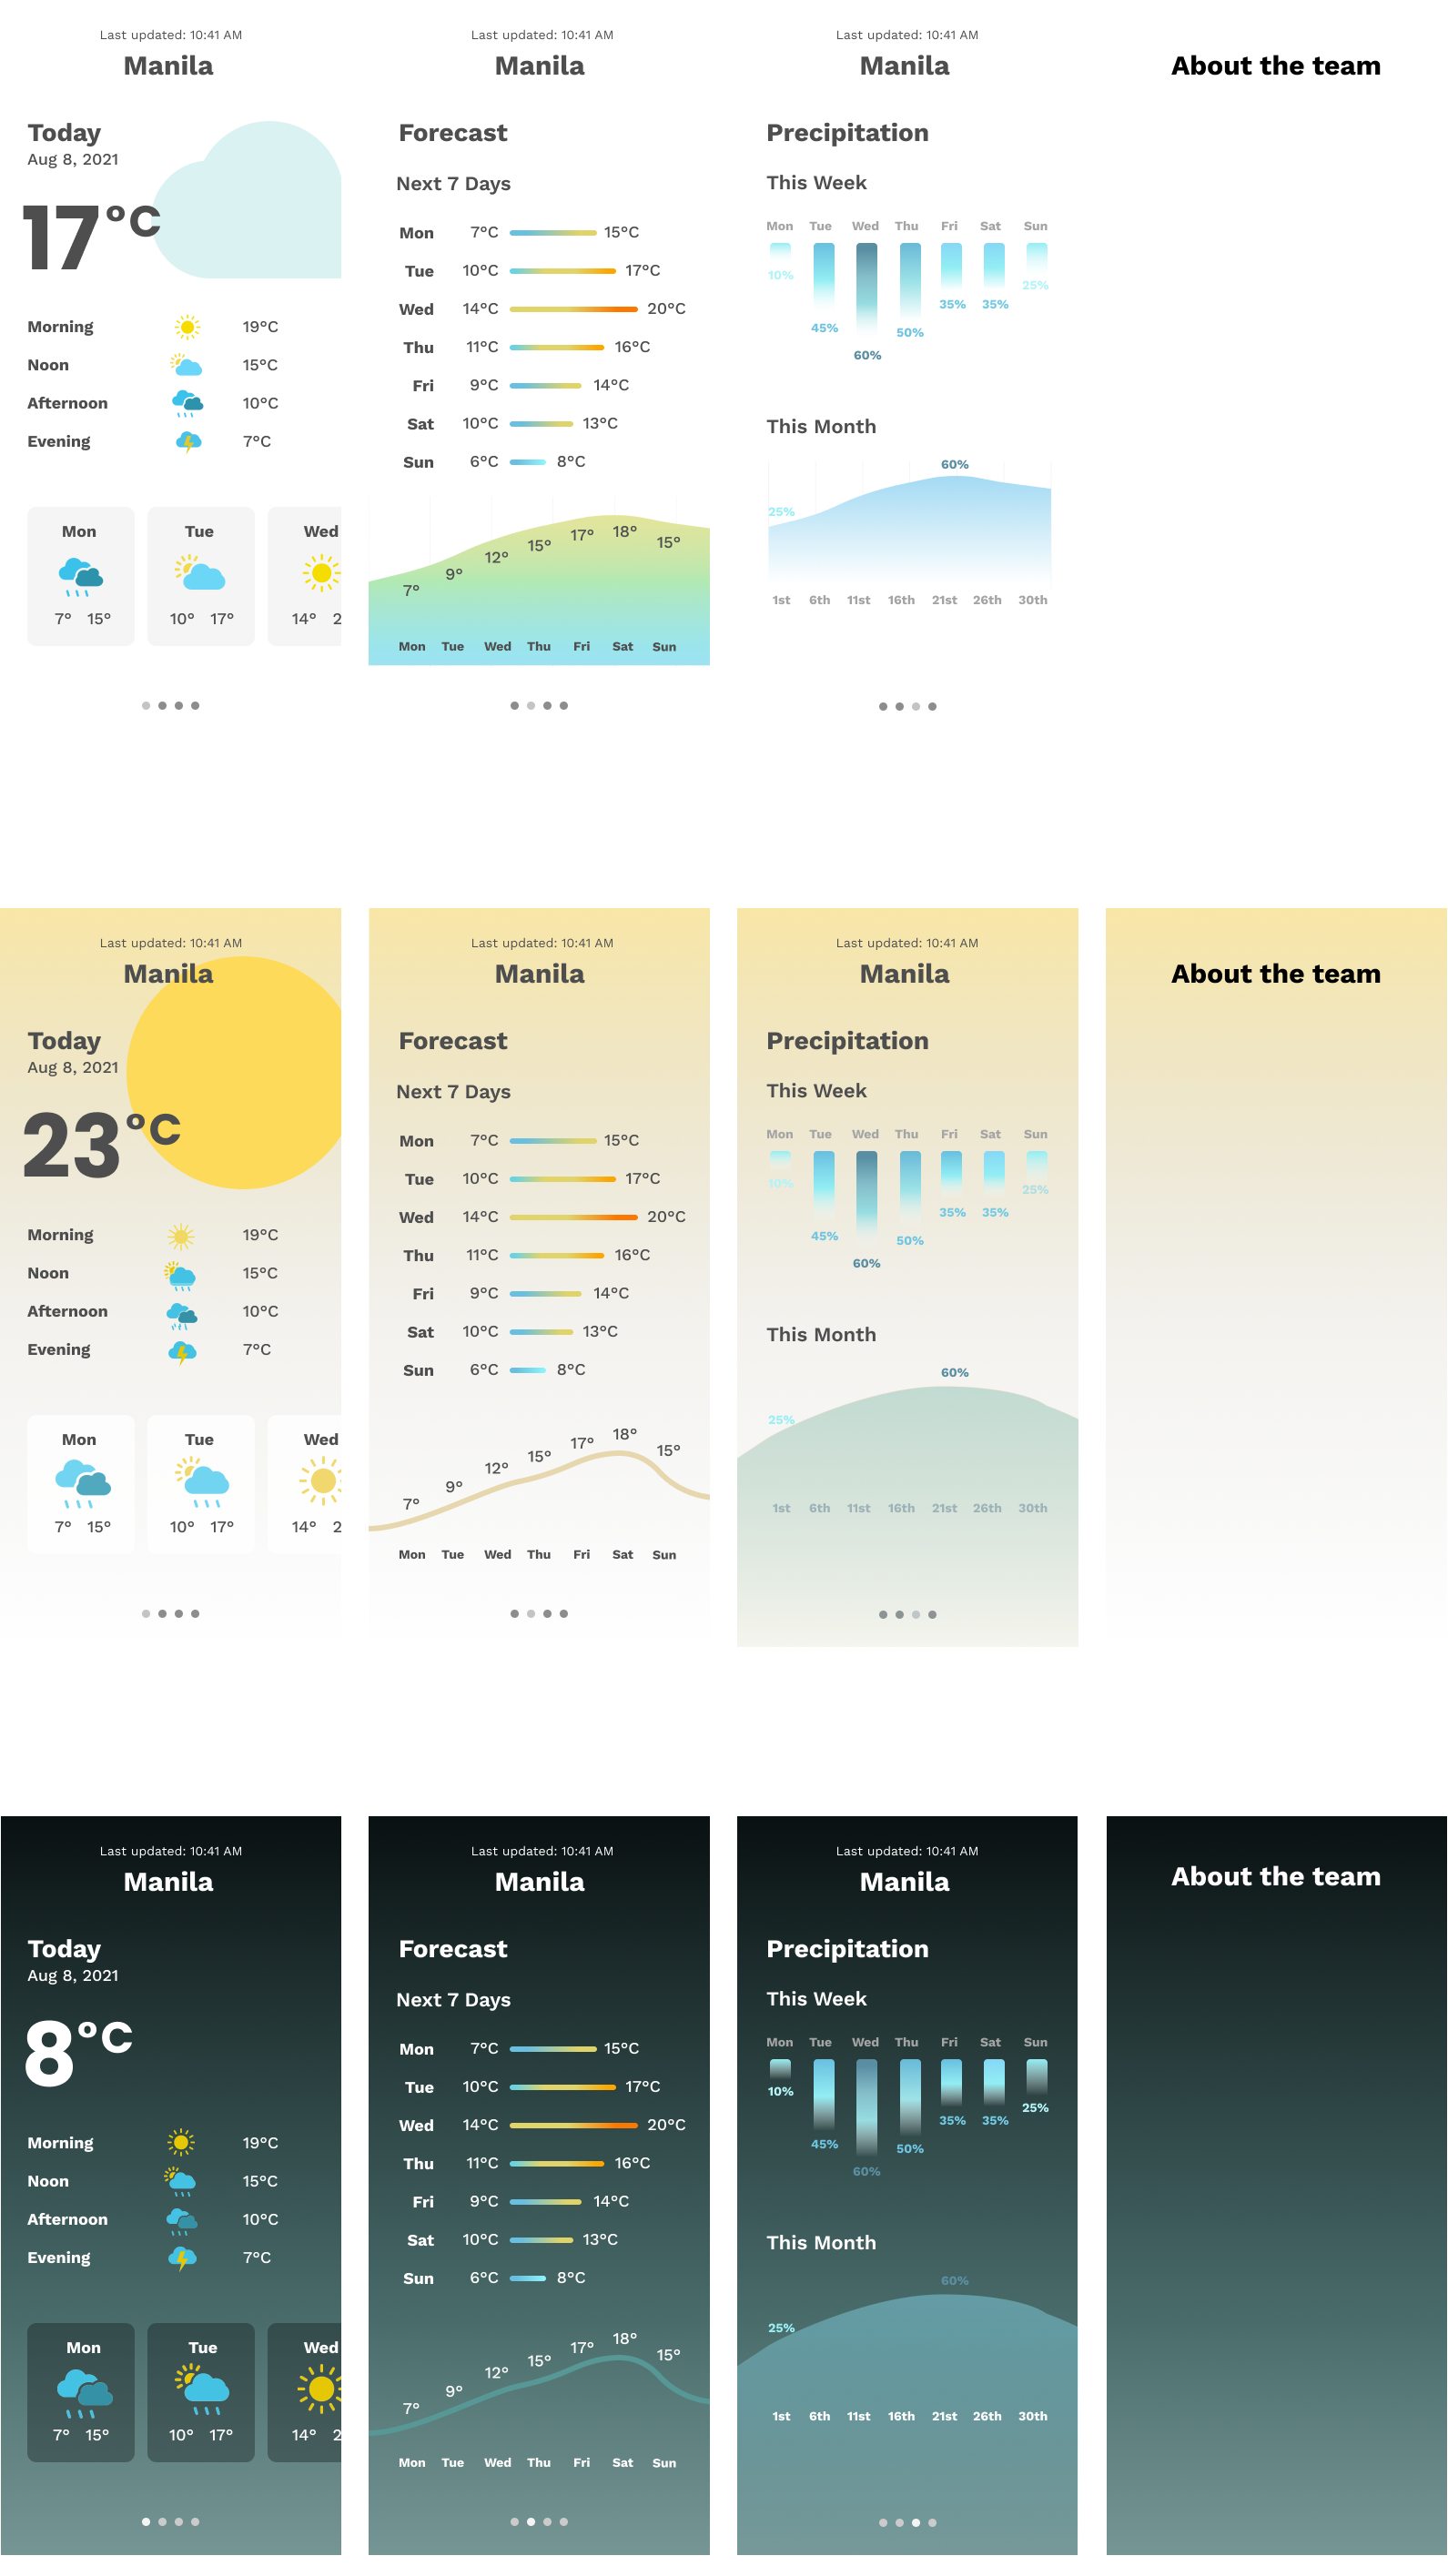 Last updated: 10:41 AM
Manila
Today
Aug 8, 2021
17°C
Morning 19°C
Noon 15°C
Afternoon 10°C
Evening 7°C
Mon Tue Wed
7° 15° 10° 17° 14° 2
Last updated: 10:41 AM
Manila
Forecast
Next 7 Days
Mon 7°C 15°C
Tue 10°C 17°C
Wed 14°C 20°C
Thu 11°C 16°C
Fri 9°C 14°C
Sat 10°C 13°C
Sun 6°C 8°C
7° 9° 12° 15° 17° 18° 15°
Mon Tue Wed Thu Fri Sat Sun
Last updated: 10:41 AM
Manila
Precipitation
This Week
Mon Tue Wed Thu Fri Sat Sun
10% 45% 60% 50% 35% 35% 25%
This Month
25% 60%
1st 6th 11st 16th 21st 26th 30th
About the team
Last updated: 10:41 AM
Manila
Today
Aug 8, 2021
23°C
Morning 19°C
Noon 15°C
Afternoon 10°C
Evening 7°C
Mon Tue Wed
7° 15° 10° 17° 14° 2
Last updated: 10:41 AM
Manila
Forecast
Next 7 Days
Mon 7°C 15°C
Tue 10°C 17°C
Wed 14°C 20°C
Thu 11°C 16°C
Fri 9°C 14°C
Sat 10°C 13°C
Sun 6°C 8°C
7° 9° 12° 15° 17° 18° 15°
Mon Tue Wed Thu Fri Sat Sun
Last updated: 10:41 AM
Manila
Precipitation
This Week
Mon Tue Wed Thu Fri Sat Sun
10% 45% 60% 50% 35% 35% 25%
This Month
25% 60%
1st 6th 11st 16th 21st 26th 30th
About the team
Last updated: 10:41 AM
Manila
Today
Aug 8, 2021
8°C
Morning 19°C
Noon 15°C
Afternoon 10°C
Evening 7°C
Mon Tue Wed
7° 15° 10° 17° 14° 2
Last updated: 10:41 AM
Manila
Forecast
Next 7 Days
Mon 7°C 15°C
Tue 10°C 17°C
Wed 14°C 20°C
Thu 11°C 16°C
Fri 9°C 14°C
Sat 10°C 13°C
Sun 6°C 8°C
7° 9° 12° 15° 17° 18° 15°
Mon Tue Wed Thu Fri Sat Sun
Last updated: 10:41 AM
Manila
Precipitation
This Week
Mon Tue Wed Thu Fri Sat Sun
10% 45% 60% 50% 35% 35% 25%
This Month
25% 60%
1st 6th 11st 16th 21st 26th 30th
About the team